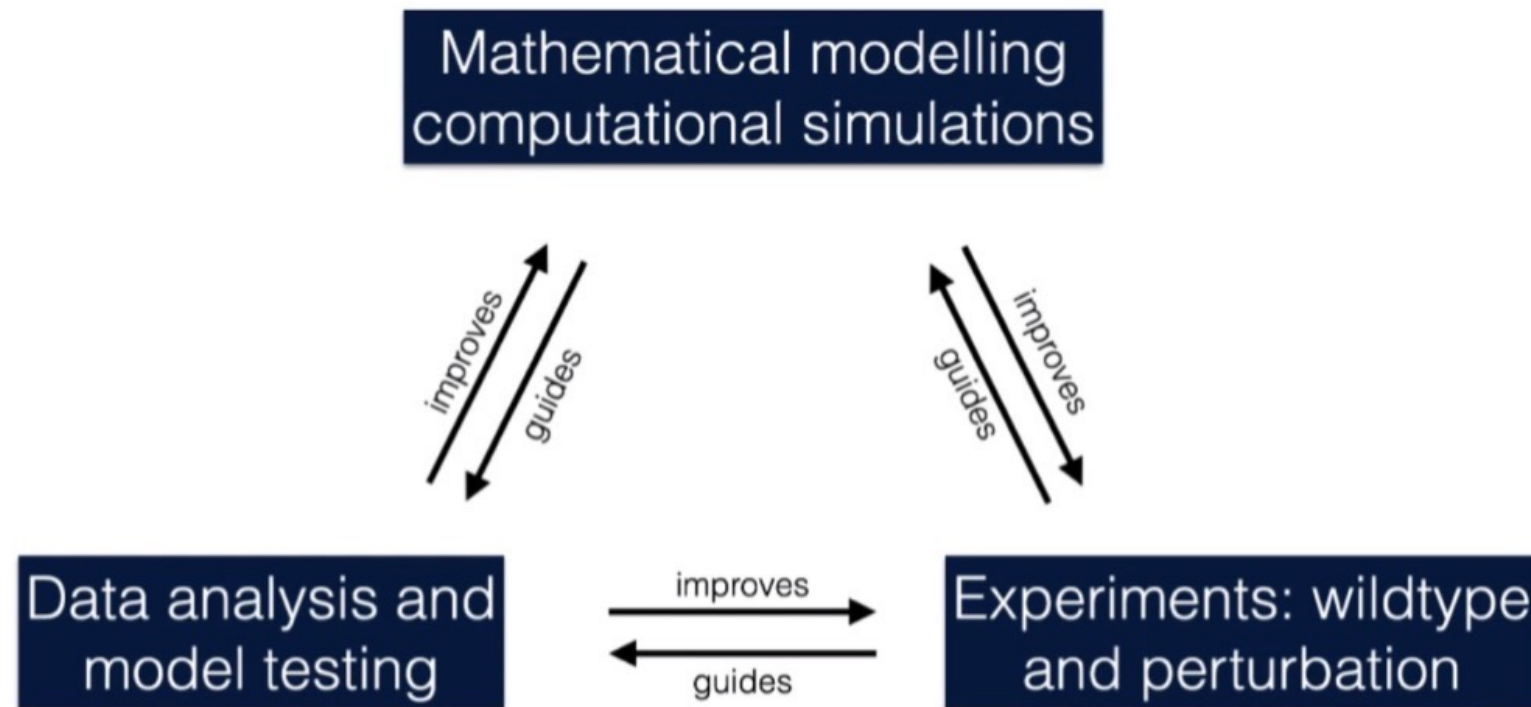 Mathematical modelling
computational simulations
improves
guides
guides
improves
Data analysis and
model testing
improves
guides
Experiments: wildtype
and perturbation